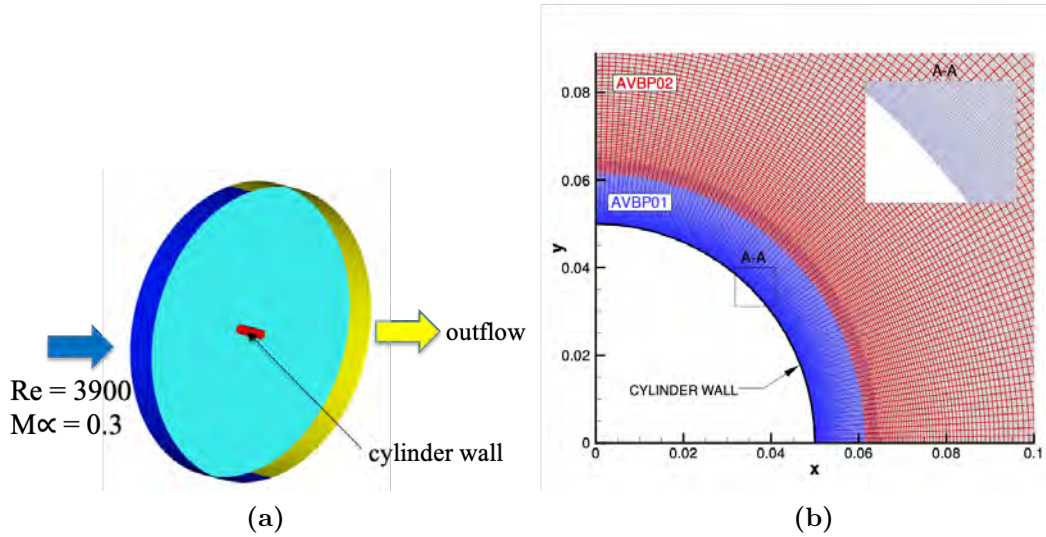 Re = 3900
M∝ = 0.3
outflow
cylinder wall
(a)
AVBP02
A-A
AVBP01
A-A
CYLINDER WALL
y
0.08
0.06
0.04
0.02
0
0 0.02 0.04 0.06 0.08 0.1
x
(b)